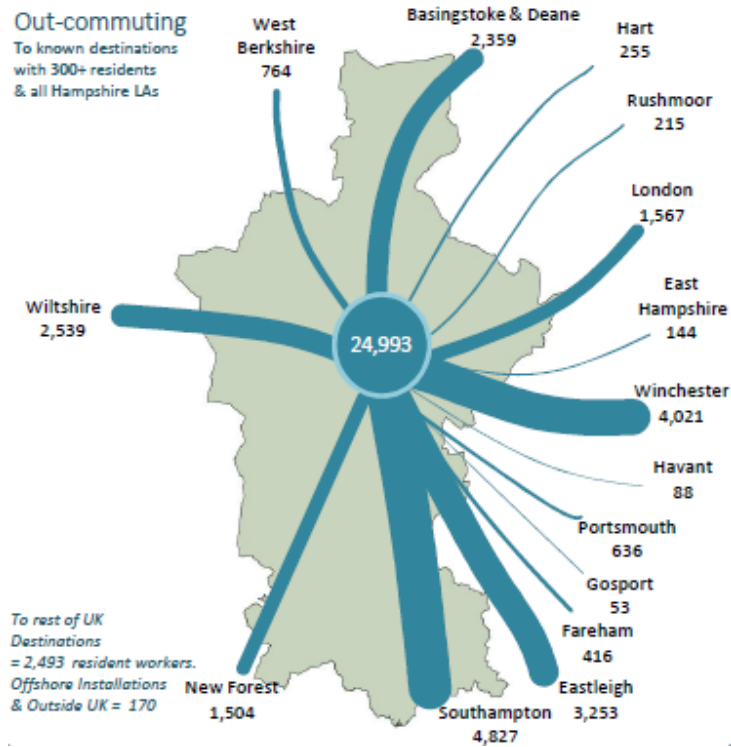 Out-commuting
To known destinations
with 300+ residents
& all Hampshire LAs
West
Berkshire
764
Basingstoke & Deane
2,359
Hart
255
Rushmoor
215
London
1,567
East
Hampshire
144
Wiltshire
2,539
24,993
Winchester
4,021
Havant
88
Portsmouth
636
Gosport
53
Fareham
416
Eastleigh
3,253
Southampton
4,827
New Forest
1,504
To rest of UK
Destinations
= 2,493 resident workers.
Offshore Installations
& Outside UK = 170